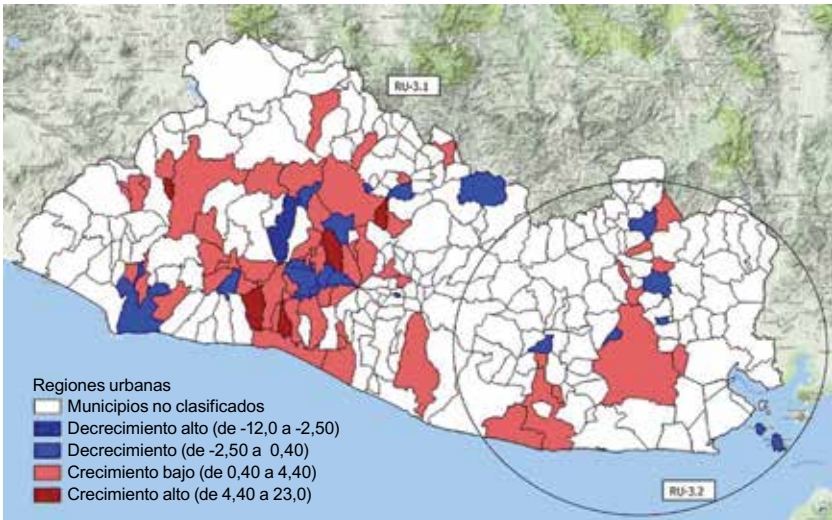 RU-3.1
Regiones urbanas
Municipios no clasificados
Decrecimiento alto (de -12,0 a -2,50)
Decrecimiento (de -2,50 a 0,40)
Crecimiento bajo (de 0,40 a 4,40)
Crecimiento alto (de 4,40 a 23,0)
RU-3.2